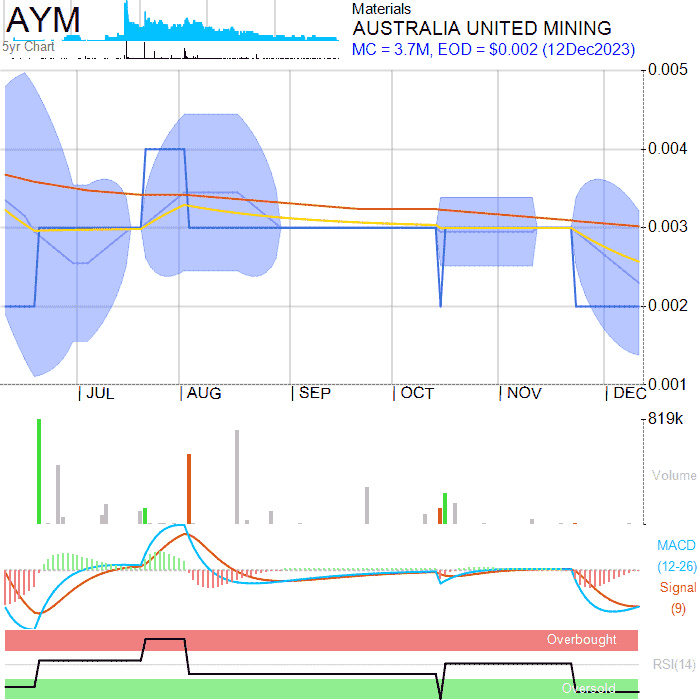 AYM
5yr Chart
Materials
AUSTRALIA UNITED MINING
MC = 3.7M, EOD = $0.002 (12Dec2023)
0.005
0.004
0.003
0.002
0.001
JUL
AUG
SEP
OCT
NOV
DEC
819k
Volume
MACD
(12-26)
Signal
(9)
Overbought
RSI(14)
Oversold